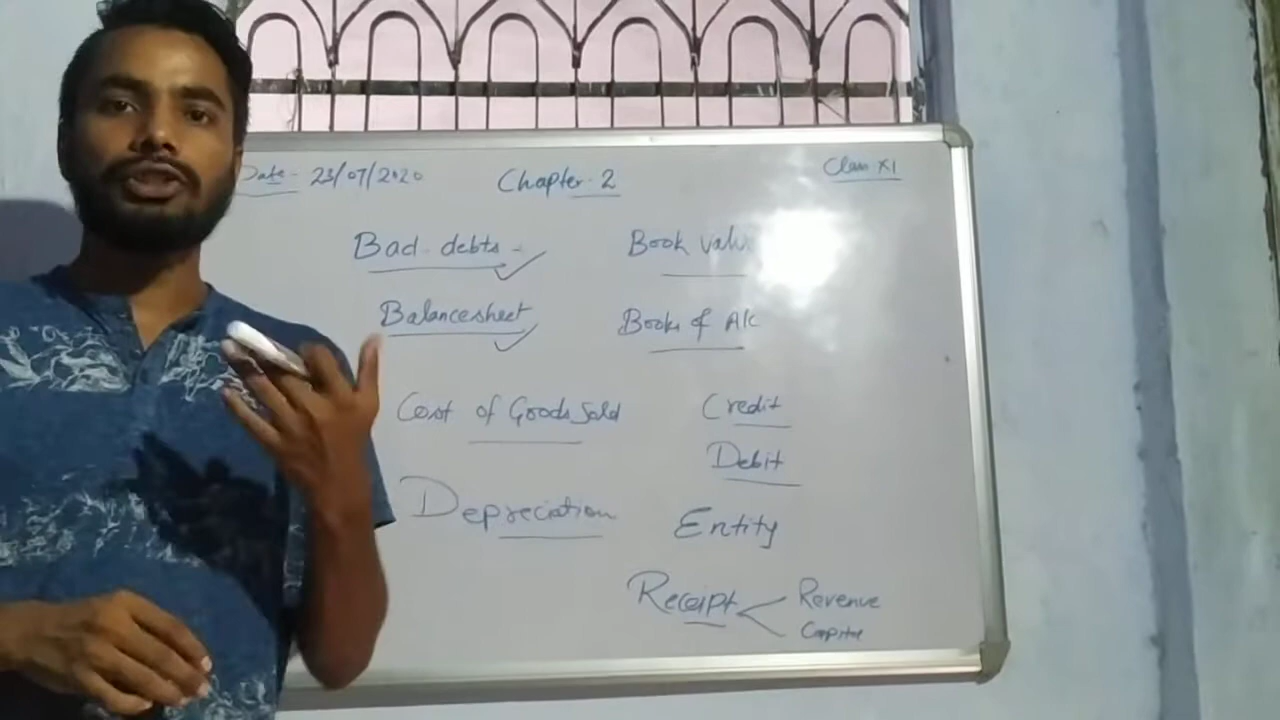 Date - 23/07/2020
Chapter - 2
Class XI
Bad debts -
Book valu
Balancesheet
Books of A/c
Cost of Goods Sold
Credit
Debit
Depreciation
Entity
Receipt
Revenue
Capital